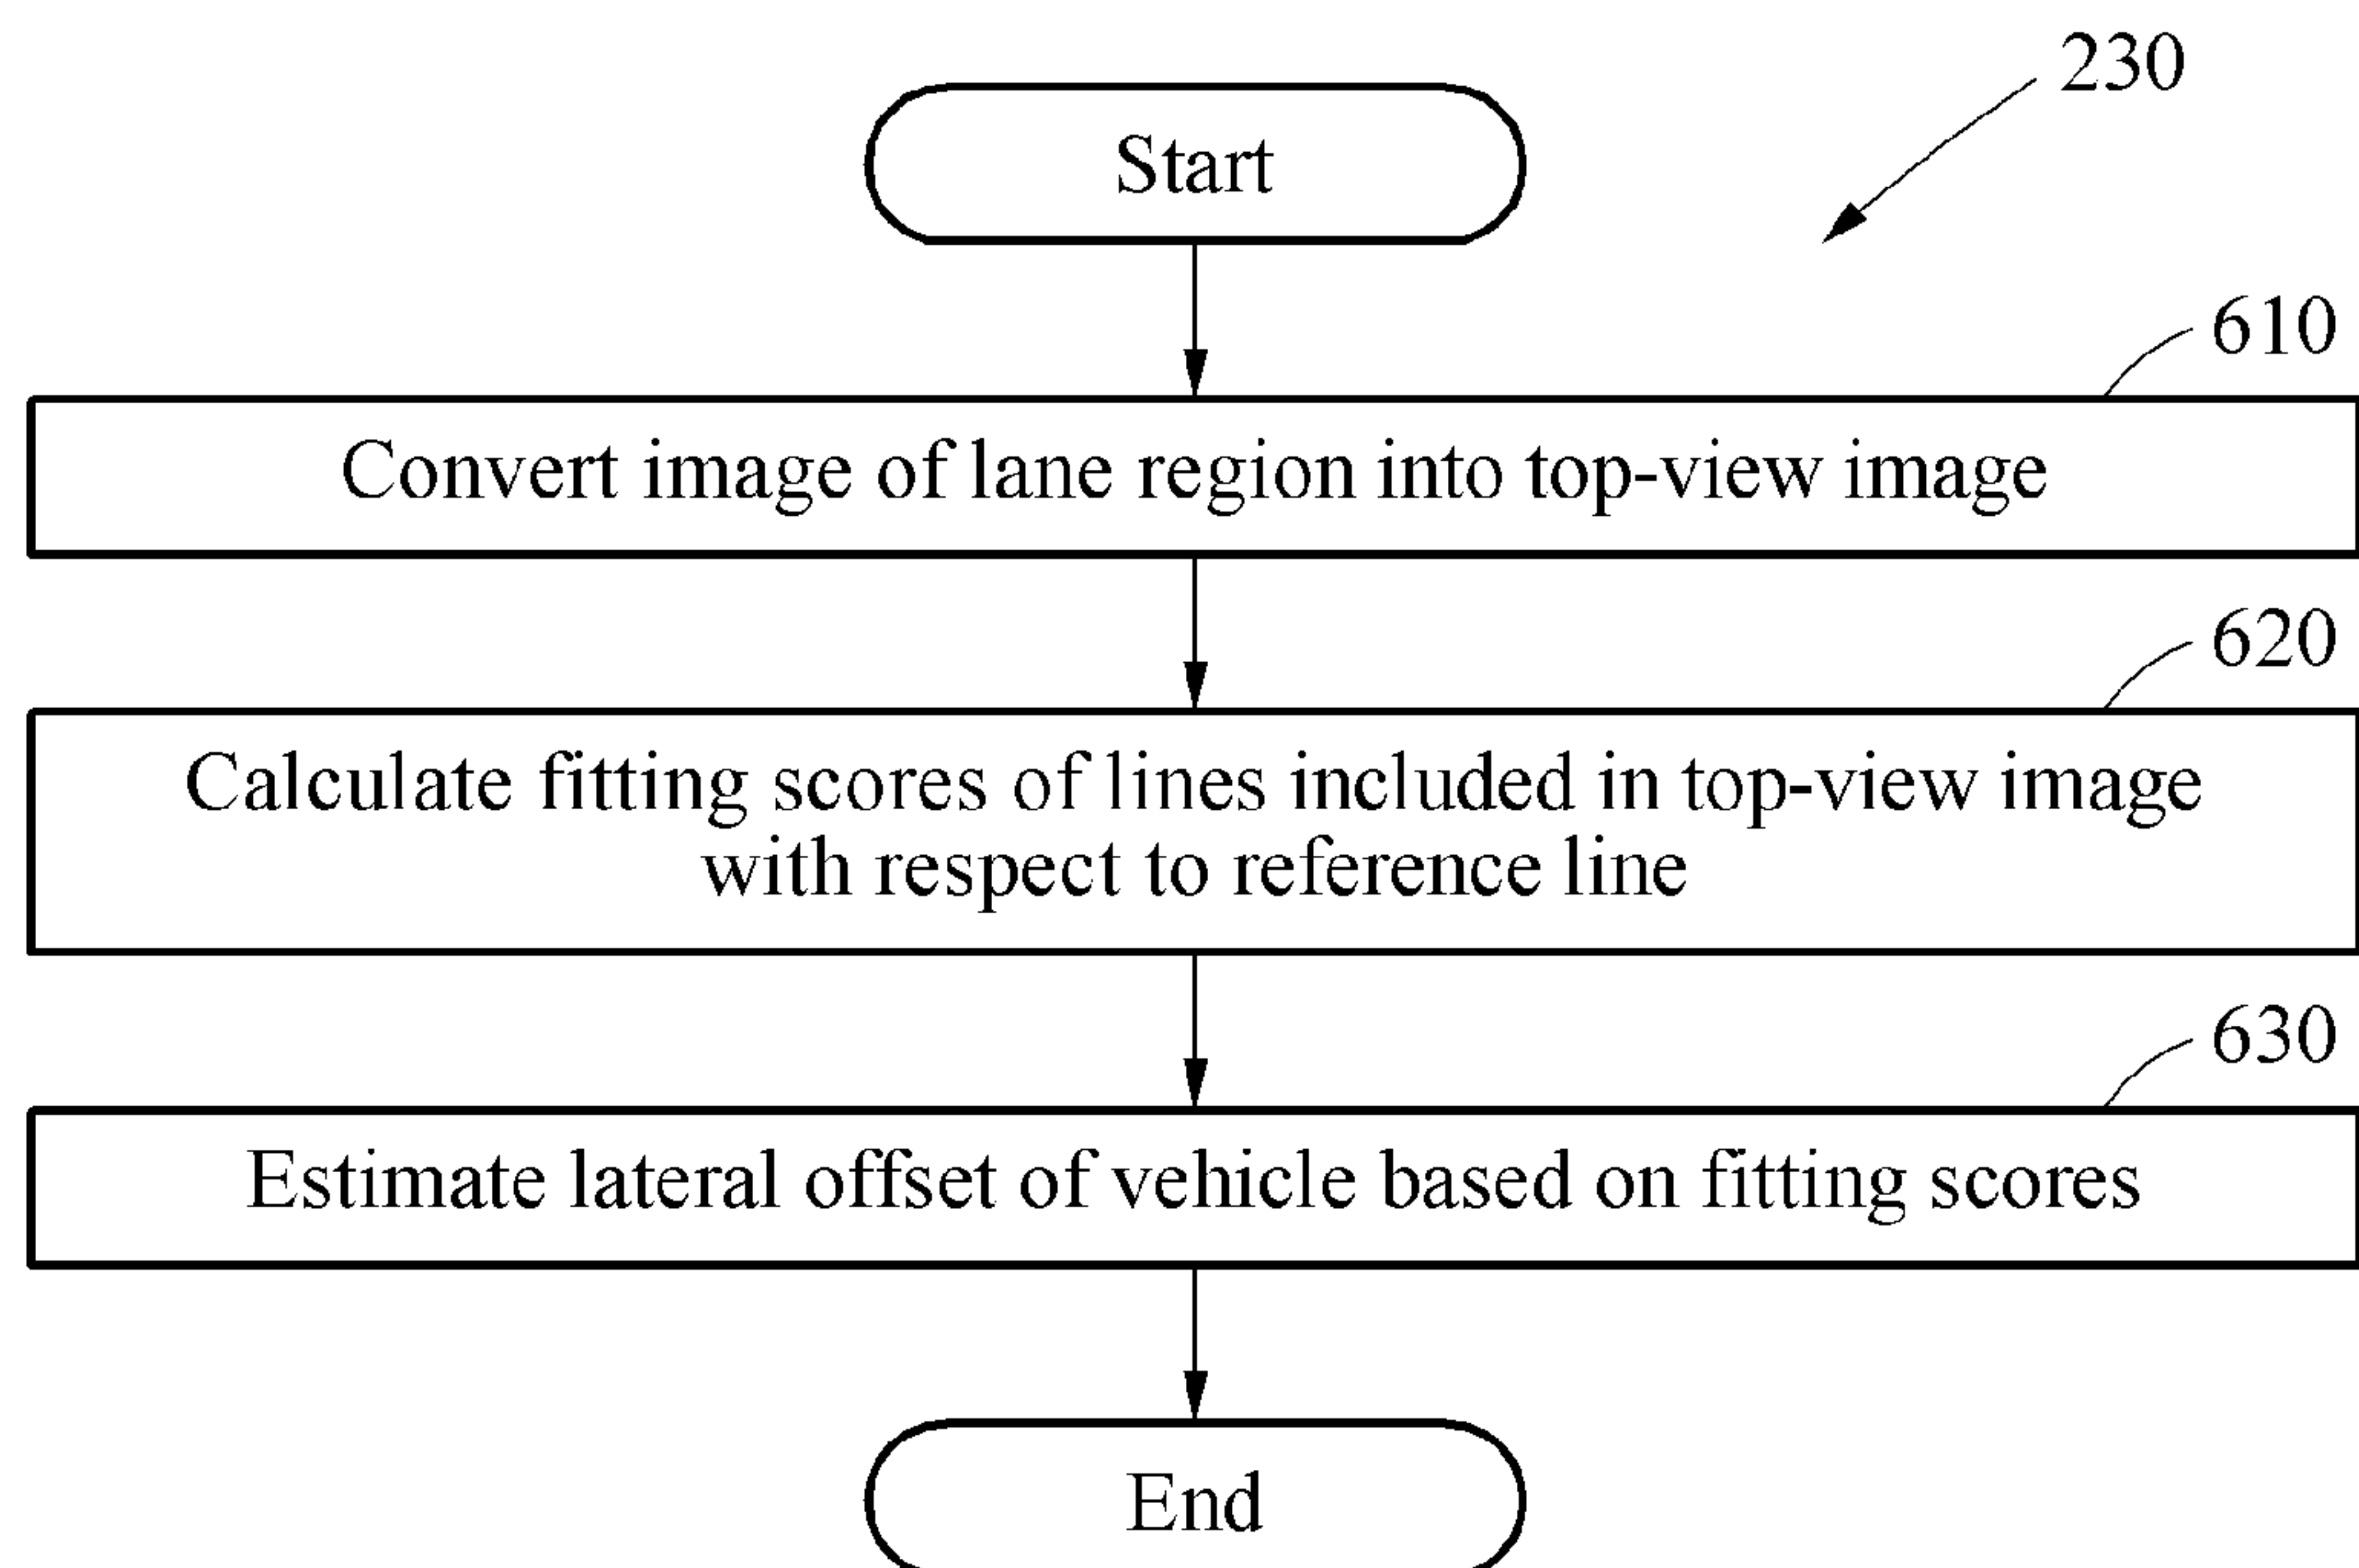 230
Start
610
Convert image of lane region into top-view image
620
Calculate fitting scores of lines included in top-view image
with respect to reference line
630
Estimate lateral offset of vehicle based on fitting scores
End